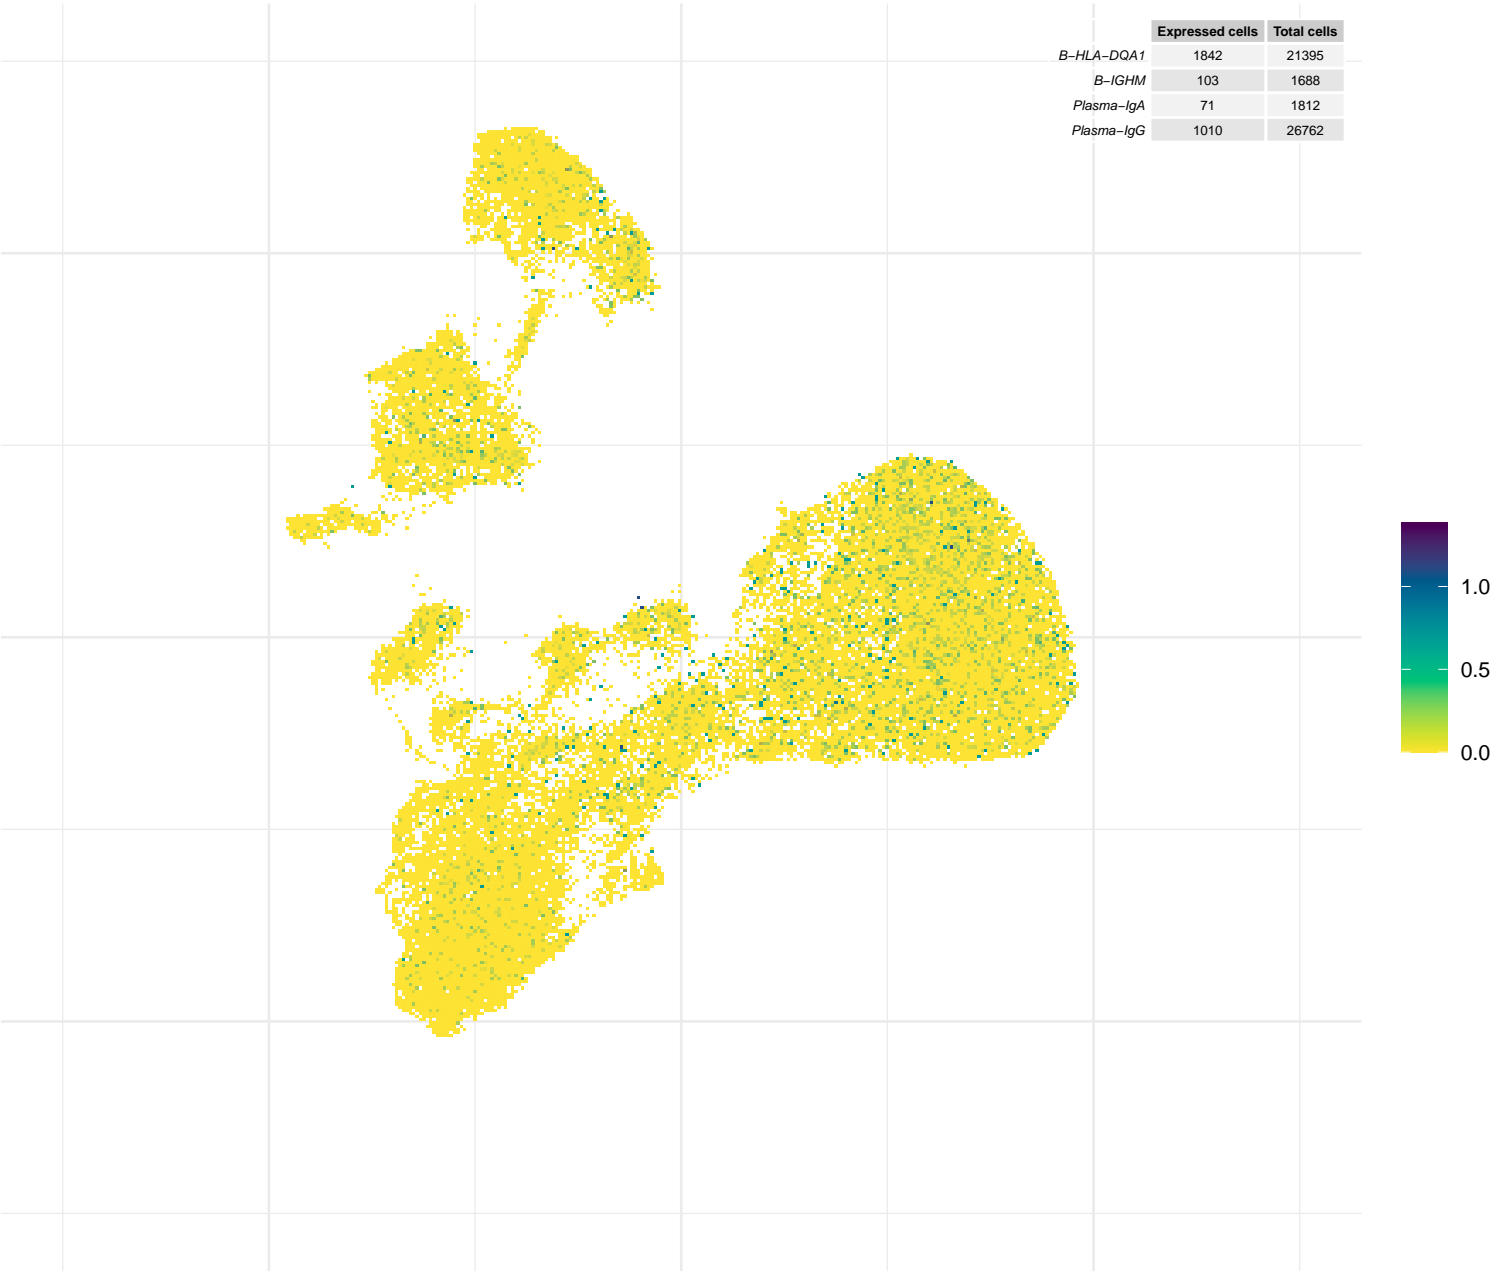 Expressed cells Total cells
B−HLA−DQA1 1842 21395
B−IGHM 103 1688
Plasma−IgA 71 1812
Plasma−IgG 1010 26762
1.0
0.5
0.0